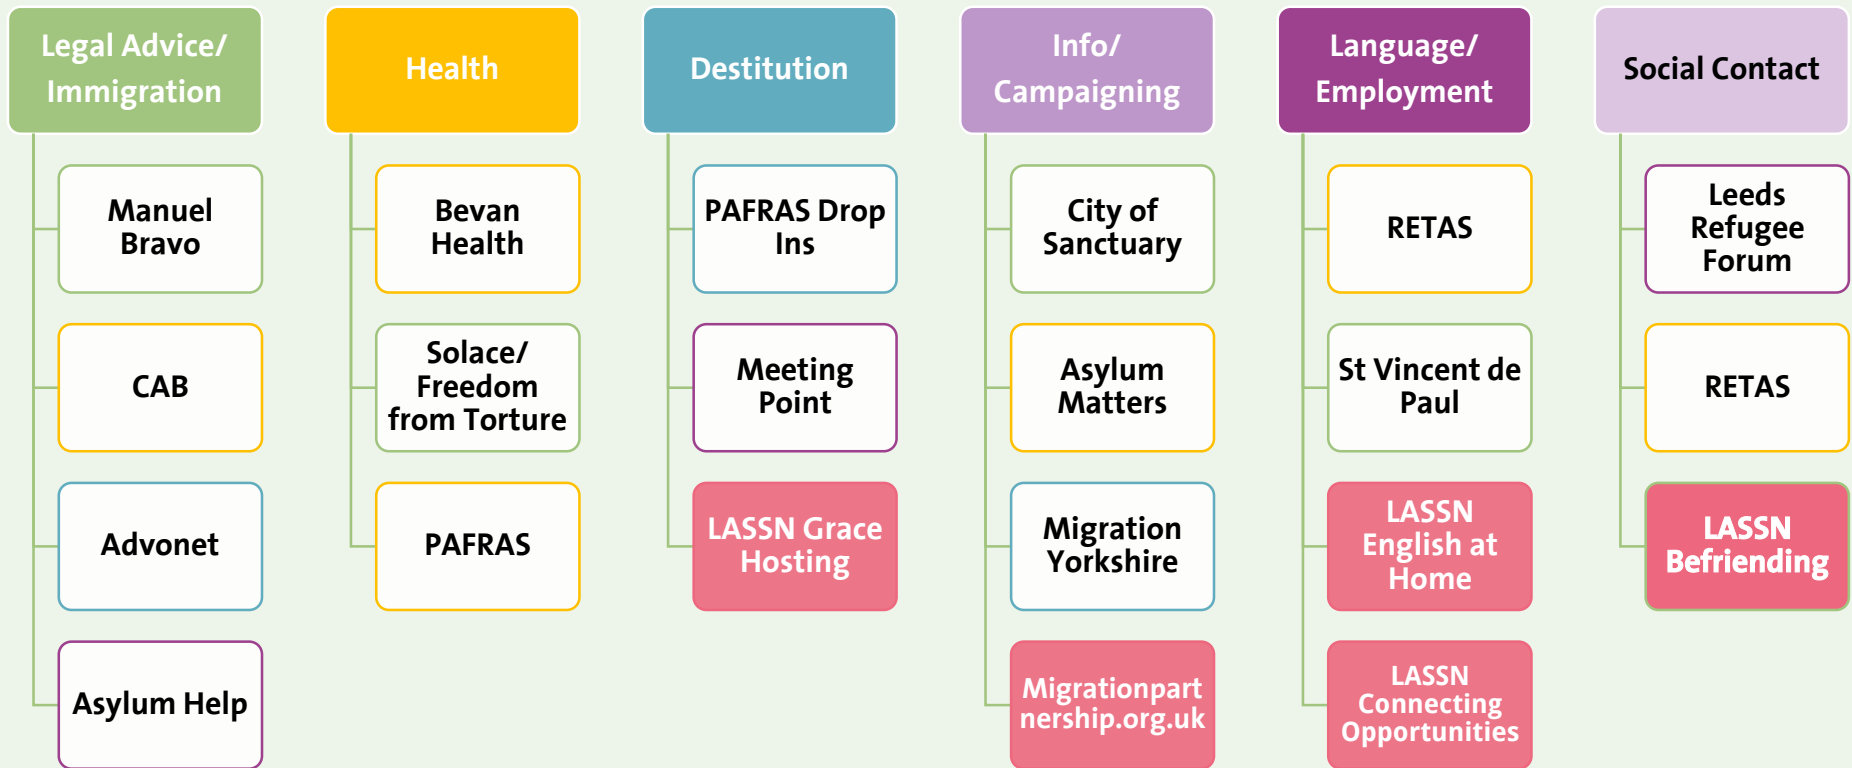 Legal Advice/
Immigration
Manuel
Bravo
CAB
Advonet
Asylum Help
Health
Bevan
Health
Solace/
Freedom
from Torture
PAFRAS
Destitution
PAFRAS Drop
Ins
Meeting
Point
LASSN Grace
Hosting
Info/
Campaigning
City of
Sanctuary
Asylum
Matters
Migration
Yorkshire
Migrationpart
nership.org.uk
Language/
Employment
RETAS
St Vincent de
Paul
LASSN
English at
Home
LASSN
Connecting
Opportunities
Social Contact
Leeds
Refugee
Forum
RETAS
LASSN
Befriending